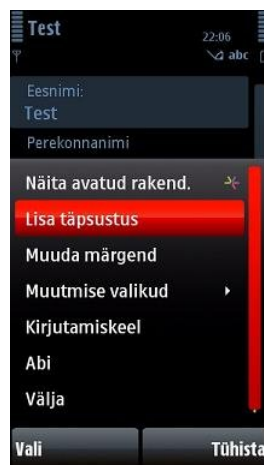 Test
22:06
abc
Eesnimi:
Test
Perekonnanimi
Näita avatud rakend.
Lisa täpsustus
Muuda märgend
Muutmise valikud
Kirjutamiskeel
Abi
Välja
Vali Tühista